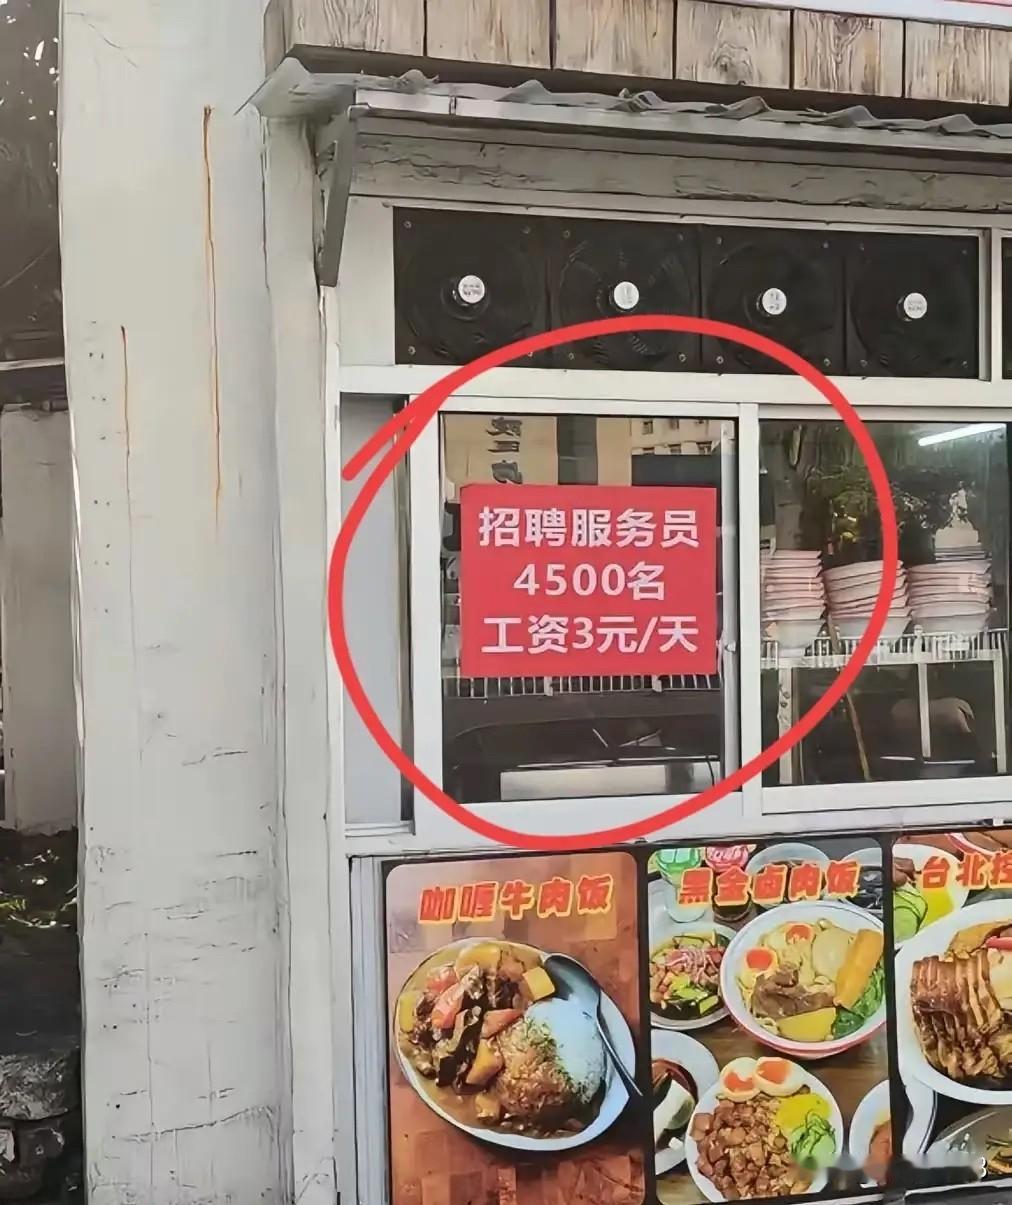 招聘服务员
4500名
工资3元/天
咖喱牛肉饭
黑金卤肉饭
台北控